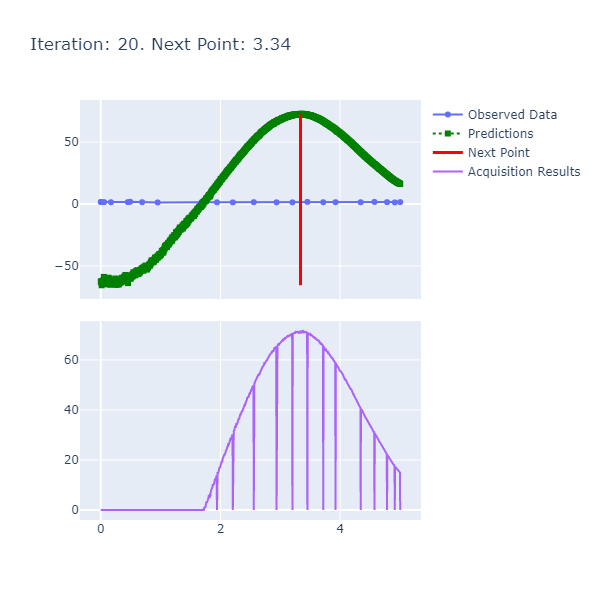 Iteration: 20. Next Point: 3.34
Observed Data
Predictions
Next Point
Acquisition Results
50
0
−50
60
40
20
0
0 2 4